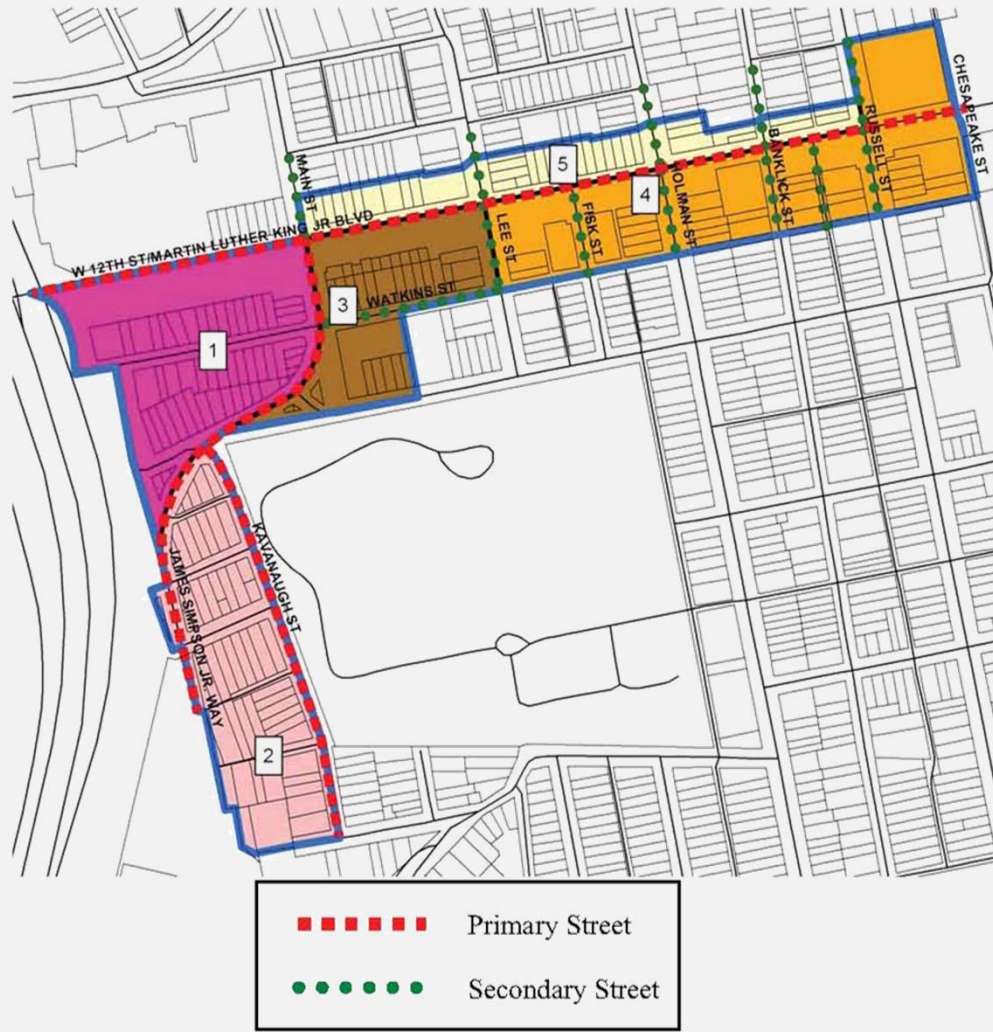 CHESAPEAKE ST
RUSSELL ST
BANKLICK ST
HOLMAN ST
MAIN ST
5
4
W 12TH ST/MARTIN LUTHER KING JR BLVD
LEE ST
FISK ST
3
WATKINS ST
1
KAVANAUGH ST
JAMES SIMPSON JR. WAY
2
Primary Street
Secondary Street